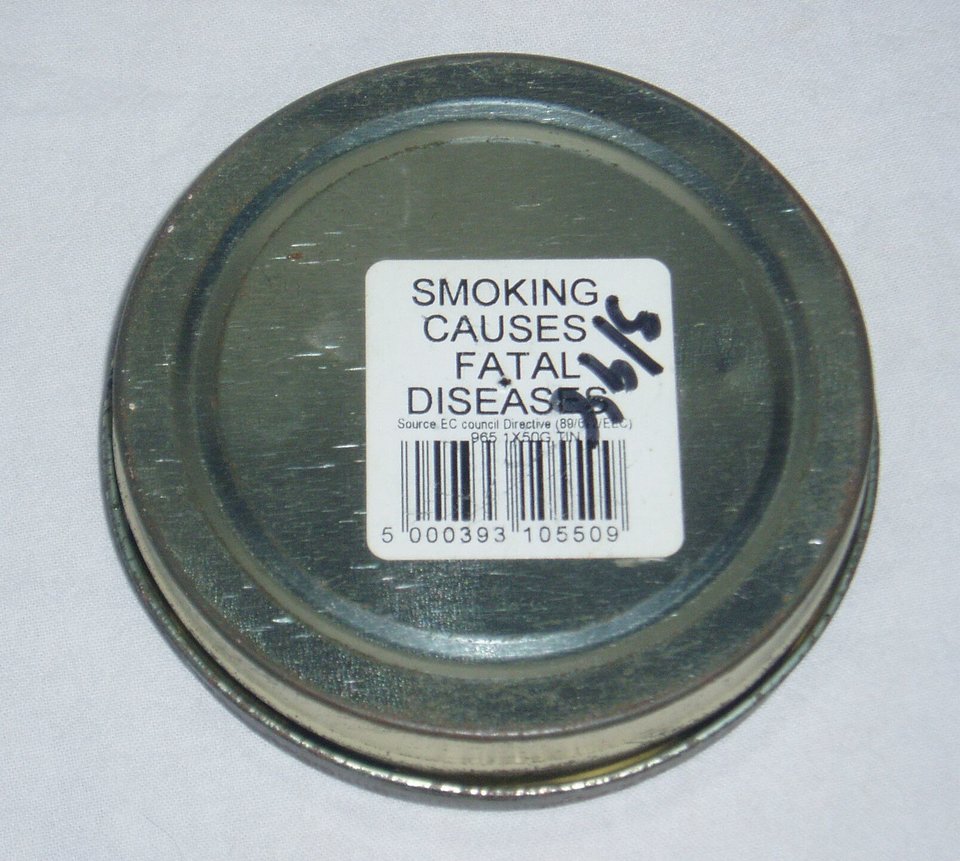 SMOKING
CAUSES
FATAL
DISEASES
Source EC council Directive
965 1X50G TIN
5 000393 105509